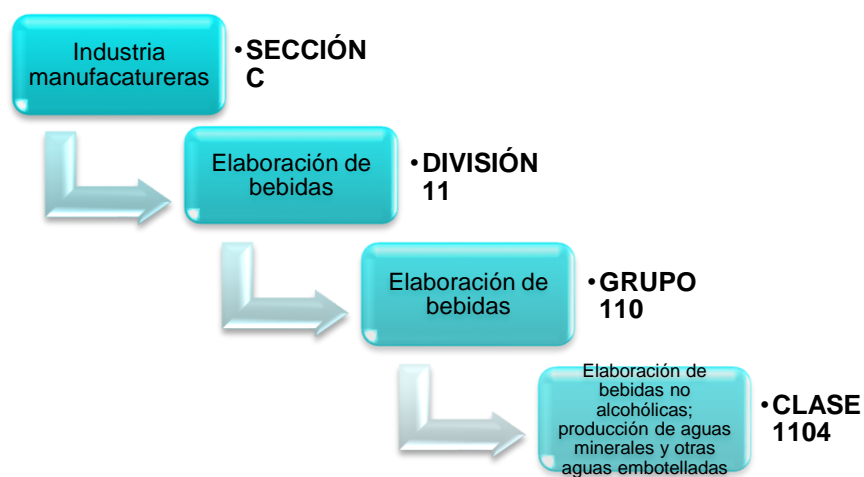 Industria
manufacatureras
•SECCIÓN
C
Elaboración de
bebidas
•DIVISIÓN
11
Elaboración de
bebidas
•GRUPO
110
Elaboración de
bebidas no
alcohólicas;
producción de aguas
minerales y otras
aguas embotelladas
•CLASE
1104